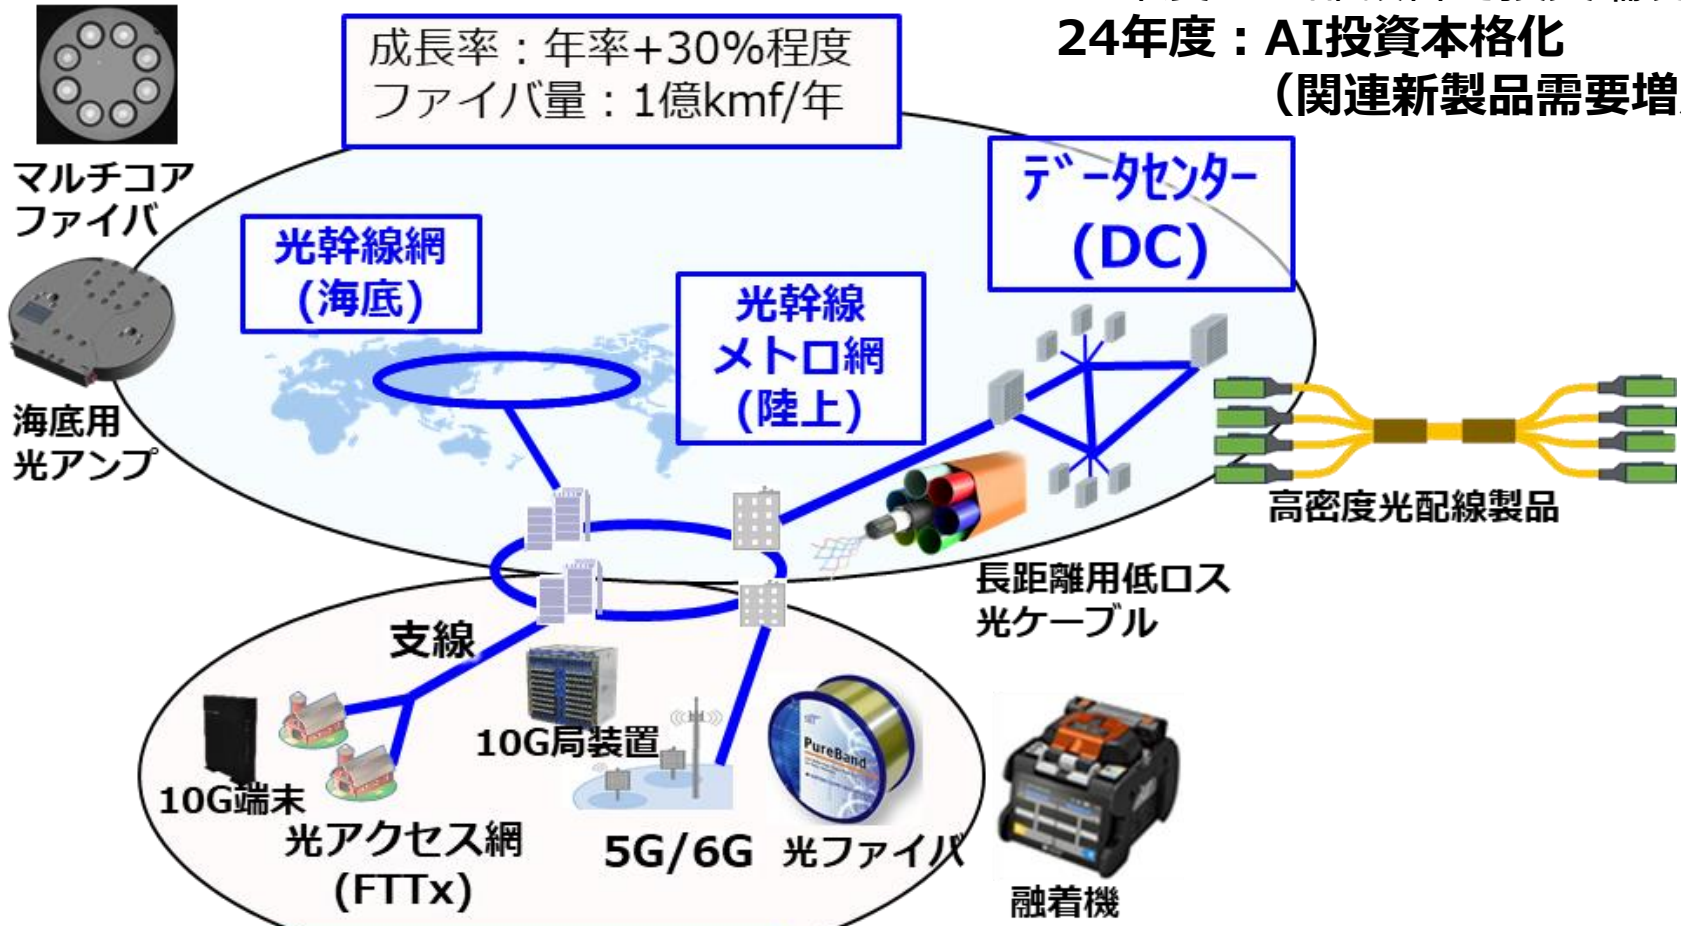 24年度：AI投資本格化
（関連新製品需要増
成長率：年率+30%程度
ファイバ量：1億kmf/年
マルチコア
ファイバ
データセンター
(DC)
光幹線網
(海底)
光幹線
メトロ網
(陸上)
海底用
光アンプ
高密度光配線製品
長距離用低ロス
光ケーブル
支線
10G局装置
PureBand
10G端末
光アクセス網
(FTTx)
5G/6G
光ファイバ
融着機